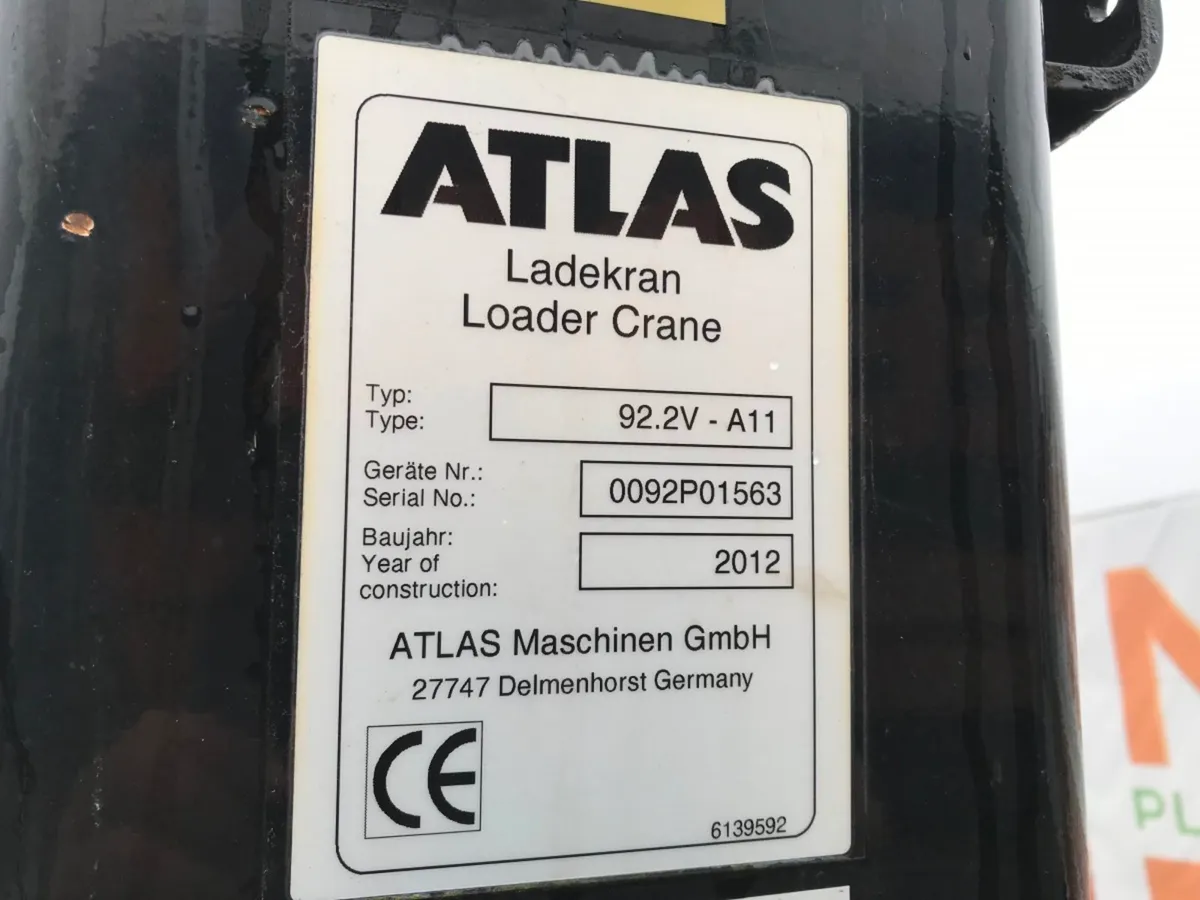 ATLAS
Ladekran
Loader Crane
Typ:
Type:
92.2V - A11
Geräte Nr.:
Serial No.:
0092P01563
Baujahr:
Year of
construction:
2012
ATLAS Maschinen GmbH
27747 Delmenhorst Germany
CE
6139592